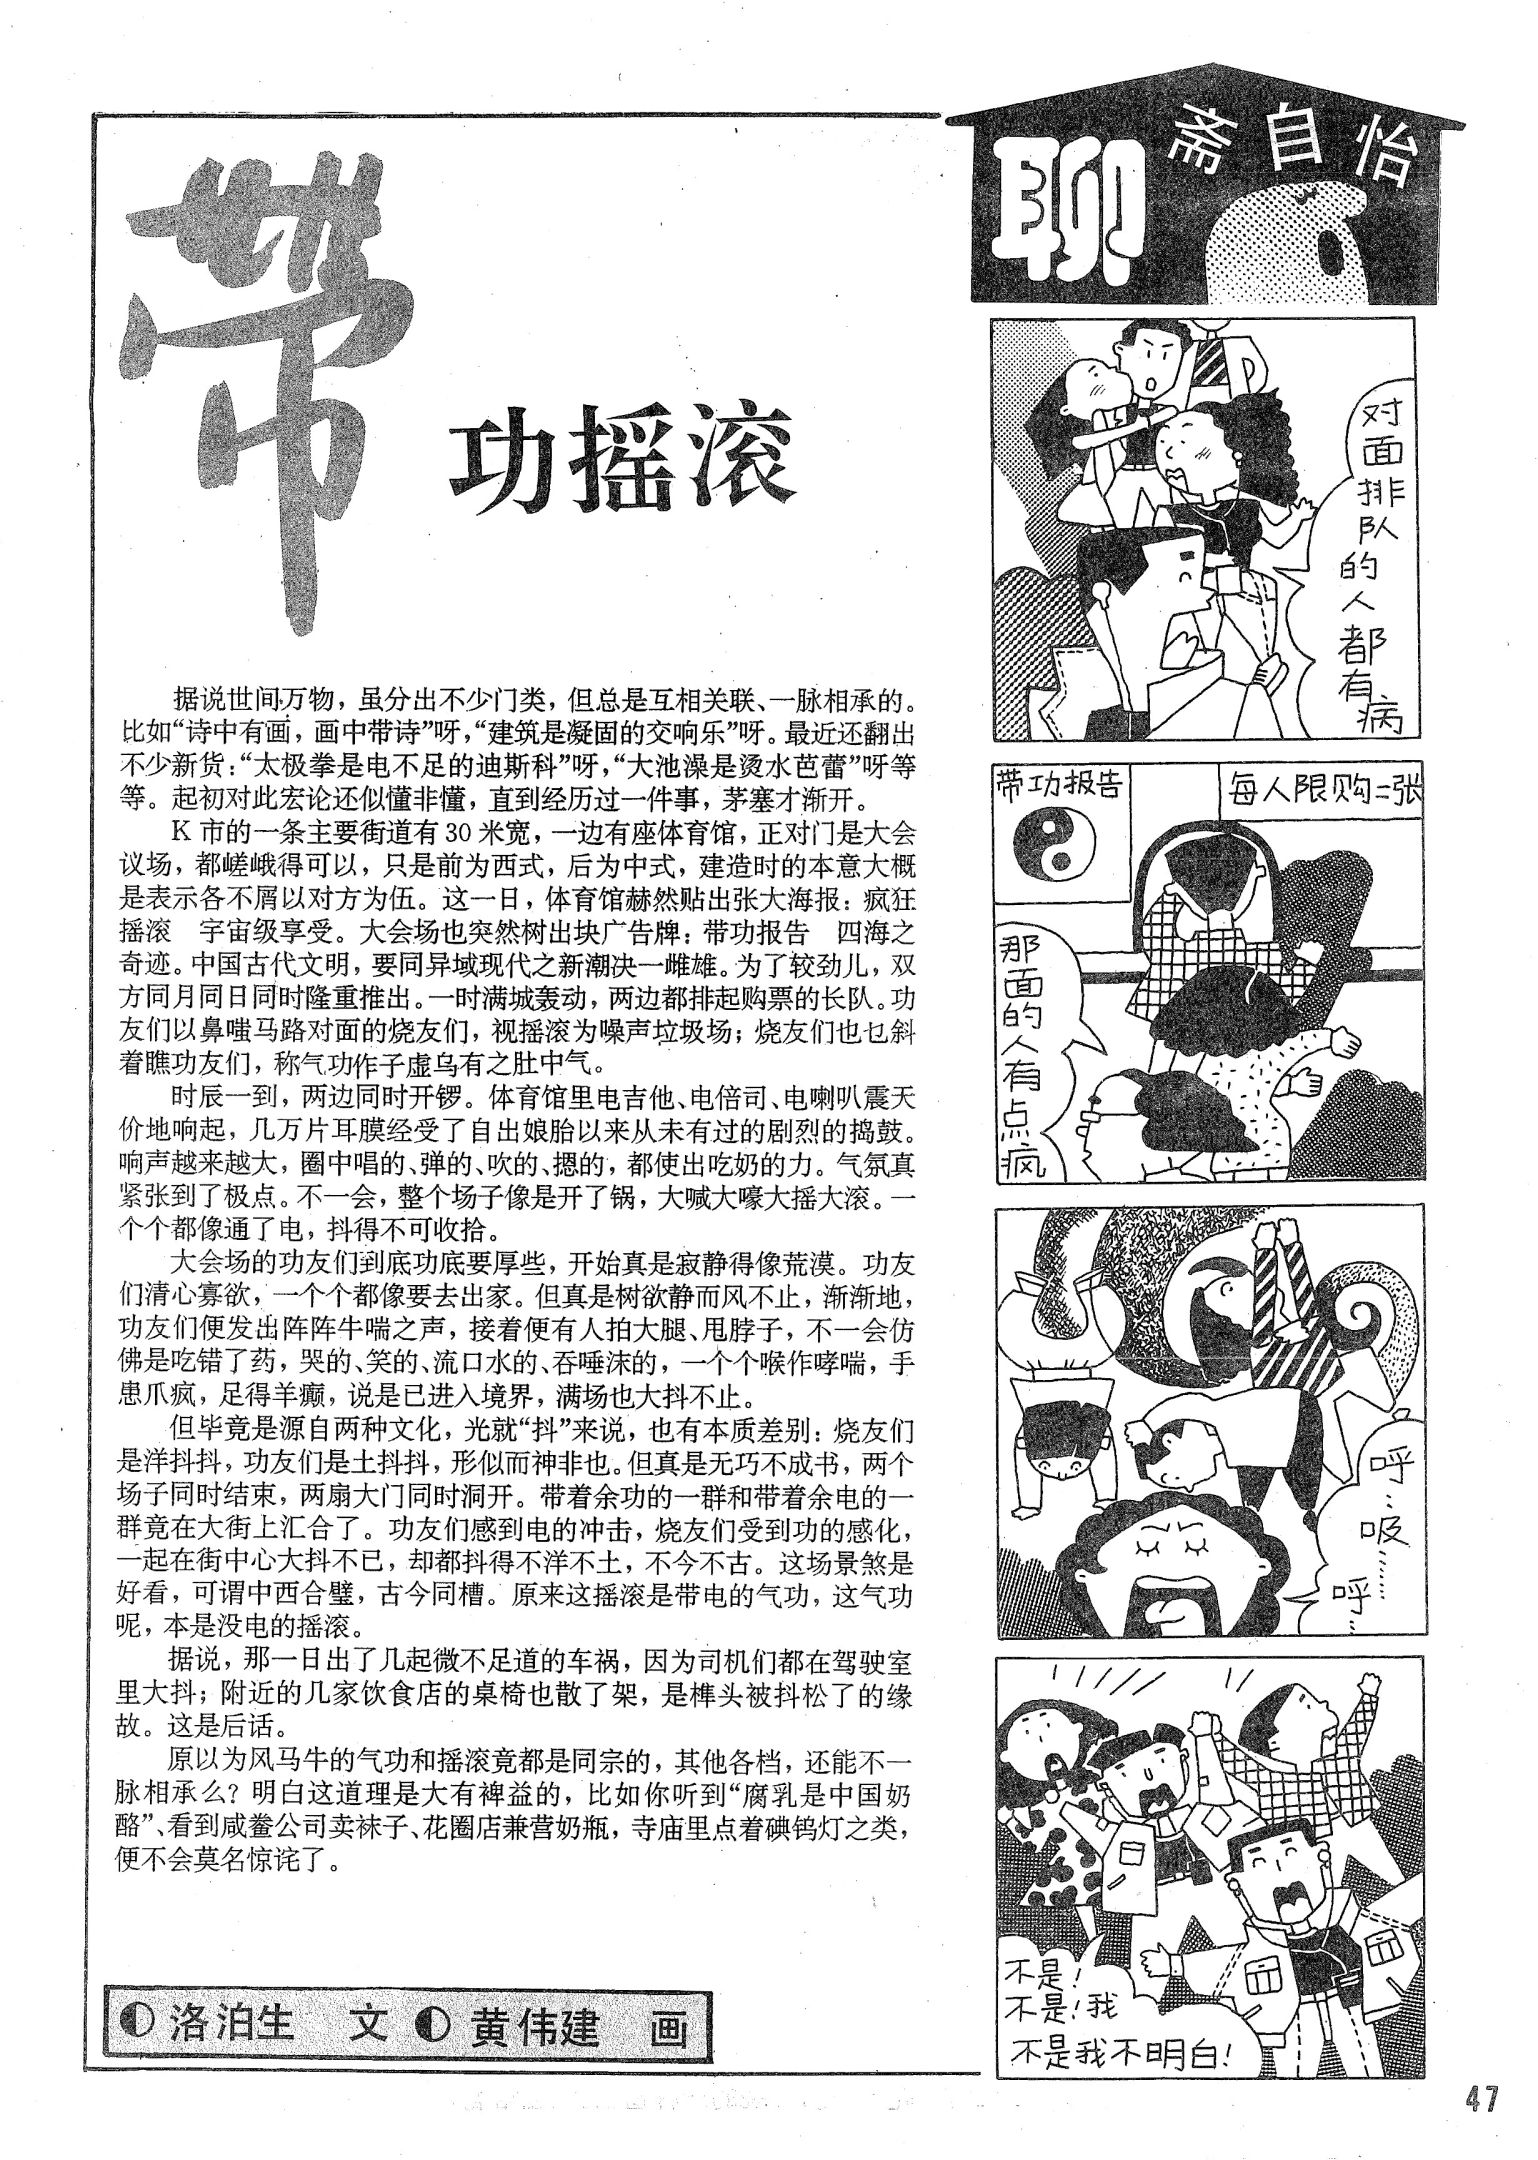 聊斋自怡
带
功摇滚
据说世间万物，虽分出不少门类，但总是互相关联、一脉相承的。
比如“诗中有画，画中带诗”呀，“建筑是凝固的交响乐”呀。最近还翻出
不少新货：“太极拳是电不足的迪斯科”呀，“大池澡是烫水芭蕾”呀等
等。起初对此宏论还似懂非懂，直到经历过一件事，茅塞才渐开。
K 市的一条主要街道有 30 米宽，一边有座体育馆，正对门是大会
议场，都嵯峨得可以，只是前为西式，后为中式，建造时的本意大概
是表示各不屑以对方为伍。这一日，体育馆赫然贴出张大海报：疯狂
摇滚　宇宙级享受。大会场也突然树出块广告牌：带功报告　四海之
奇迹。中国古代文明，要同异域现代之新潮决一雌雄。为了较劲儿，双
方同月同日同时隆重推出。一时满城轰动，两边都排起购票的长队。功
友们以鼻嗤马路对面的烧友们，视摇滚为噪声垃圾场；烧友们也乜斜
着瞧功友们，称气功作子虚乌有之肚中气。
时辰一到，两边同时开锣。体育馆里电吉他、电倍司、电喇叭震天
价地响起，几万片耳膜经受了自出娘胎以来从未有过的剧烈的捣鼓。
响声越来越大，圈中唱的、弹的、吹的、摁的，都使出吃奶的力。气氛真
紧张到了极点。不一会，整个场子像是开了锅，大喊大嚎大摇大滚。一
个个都像通了电，抖得不可收拾。
大会场的功友们到底功底要厚些，开始真是寂静得像荒漠。功友
们清心寡欲，一个个都像要去出家。但真是树欲静而风不止，渐渐地，
功友们便发出阵阵牛喘之声，接着便有人拍大腿、甩脖子，不一会仿
佛是吃错了药，哭的、笑的、流口水的、吞唾沫的，一个个喉作哮喘，手
患爪疯，足得羊癫，说是已进入境界，满场也大抖不止。
但毕竟是源自两种文化，光就“抖”来说，也有本质差别：烧友们
是洋抖抖，功友们是土抖抖，形似而神非也。但真是无巧不成书，两个
场子同时结束，两扇大门同时洞开。带着余功的一群和带着余电的一
群竟在大街上汇合了。功友们感到电的冲击，烧友们受到功的感化，
一起在街中心大抖不已，却都抖得不洋不土，不今不古。这场景煞是
好看，可谓中西合璧，古今同槽。原来这摇滚是带电的气功，这气功
呢，本是没电的摇滚。
据说，那一日出了几起微不足道的车祸，因为司机们都在驾驶室
里大抖；附近的几家饮食店的桌椅也散了架，是榫头被抖松了的缘
故。这是后话。
原以为风马牛的气功和摇滚竟都是同宗的，其他各档，还能不一
脉相承么？明白这道理是大有裨益的，比如你听到“腐乳是中国奶
酪”、看到咸鲞公司卖袜子、花圈店兼营奶瓶，寺庙里点着碘钨灯之类，
便不会莫名惊诧了。
洛泊生　文　黄伟建　画
对面排队的人都有病
带功报告
每人限购二张
那面的人有点疯
呼…吸……呼……
不是！
不是！我
不是我不明白！
47